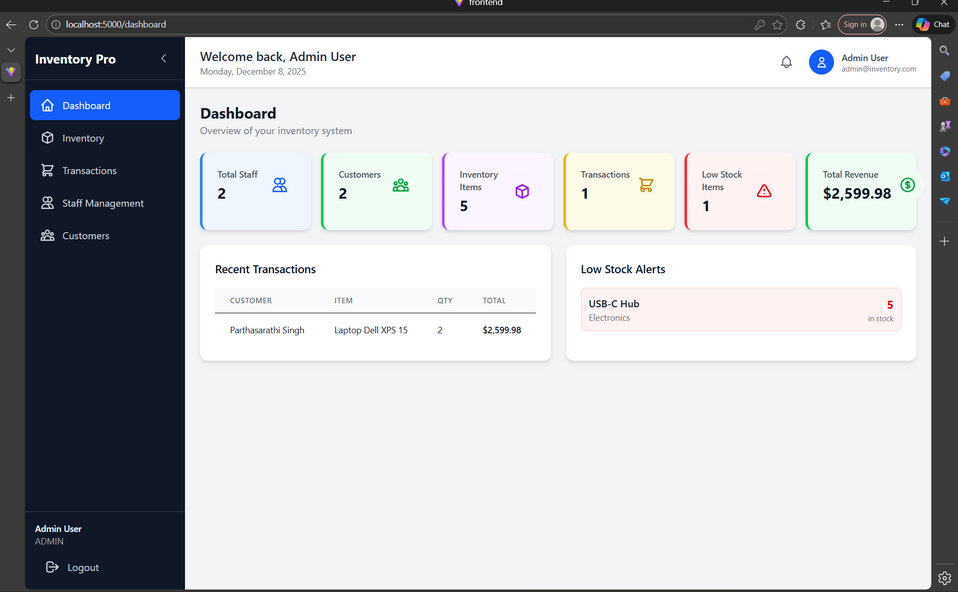 frontend
localhost:5000/dashboard
Sign in
Chat
Inventory Pro
Dashboard
Inventory
Transactions
Staff Management
Customers
Admin User
ADMIN
Logout
Welcome back, Admin User
Monday, December 8, 2025
Admin User
admin@inventory.com
Dashboard
Overview of your inventory system
Total Staff
2
Customers
2
Inventory
Items
5
Transactions
1
Low Stock
Items
1
Total Revenue
$2,599.98
Recent Transactions
CUSTOMER ITEM QTY TOTAL
Parthasarathi Singh Laptop Dell XPS 15 2 $2,599.98
Low Stock Alerts
USB-C Hub 5
Electronics in stock